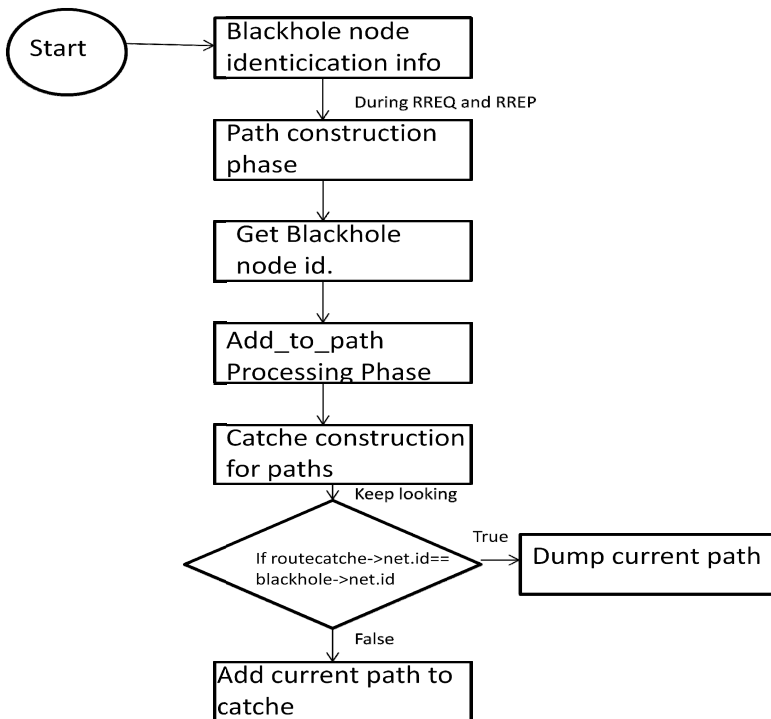 Start
Blackhole node
identicication info
During RREQ and RREP
Path construction
phase
Get Blackhole
node id.
Add_to_path
Processing Phase
Catche construction
for paths
Keep looking
If routecatche->net.id==
blackhole->net.id
True
Dump current path
False
Add current path to
catche